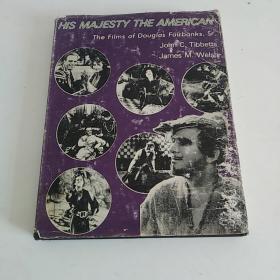 HIS MAJESTY THE AMERICAN
The Films of Douglas Fairbanks, Sr.
John C. Tibbetts
James M. Welsh